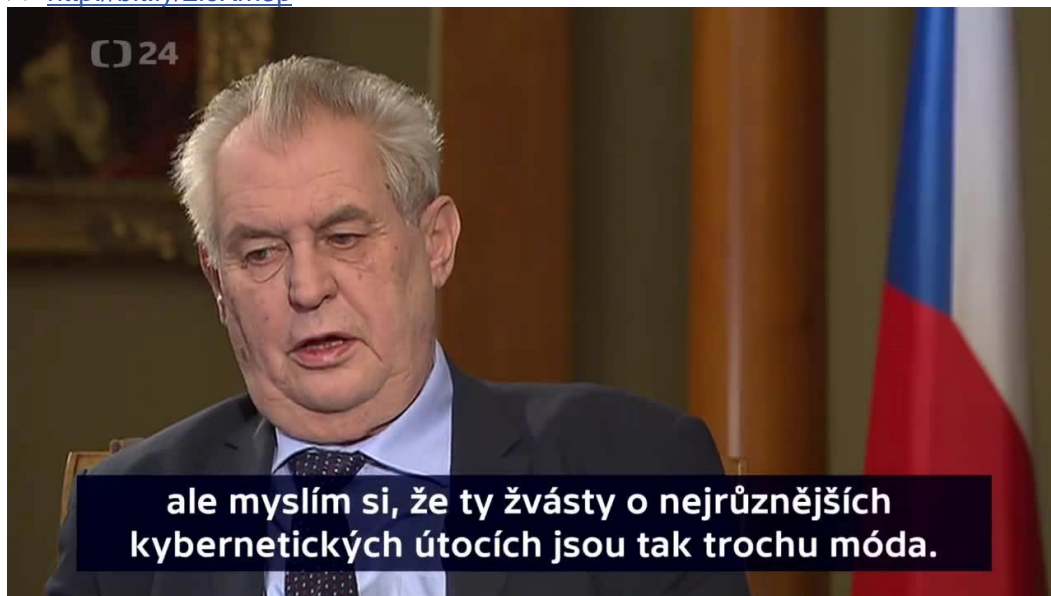 24
ale myslím si, že ty žvásty o nejrůznějších
kybernetických útocích jsou tak trochu móda.